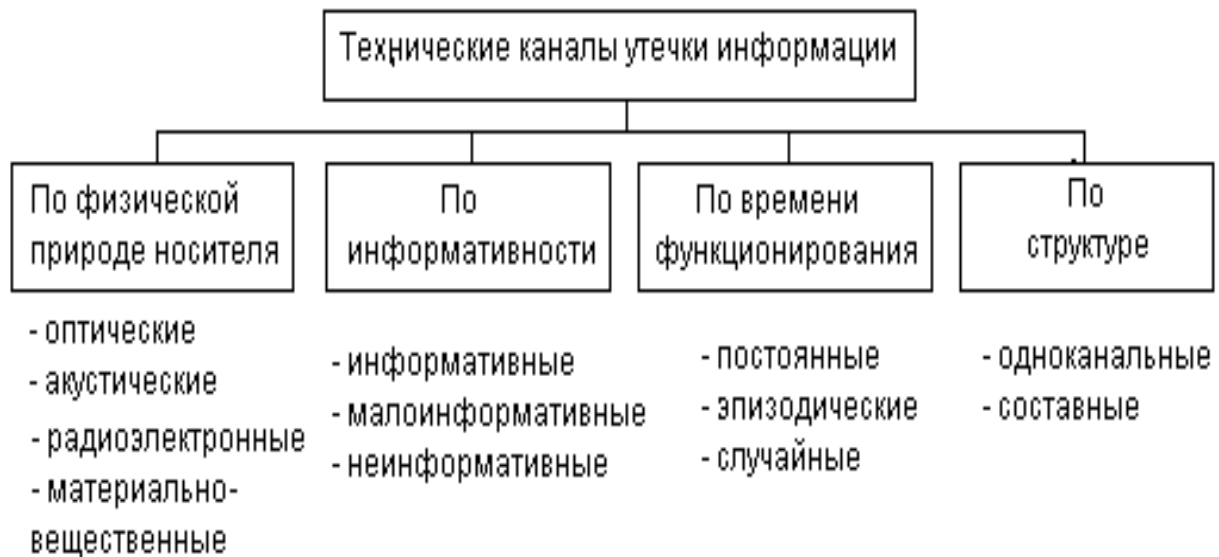 Технические каналы утечки информации
По физической
природе носителя
- оптические
- акустические
- радиоэлектронные
- материально-
вещественные
По
информативности
- информативные
- малоинформативные
- неинформативные
По времени
функционирования
- постоянные
- эпизодические
- случайные
По
структуре
- одноканальные
- составные